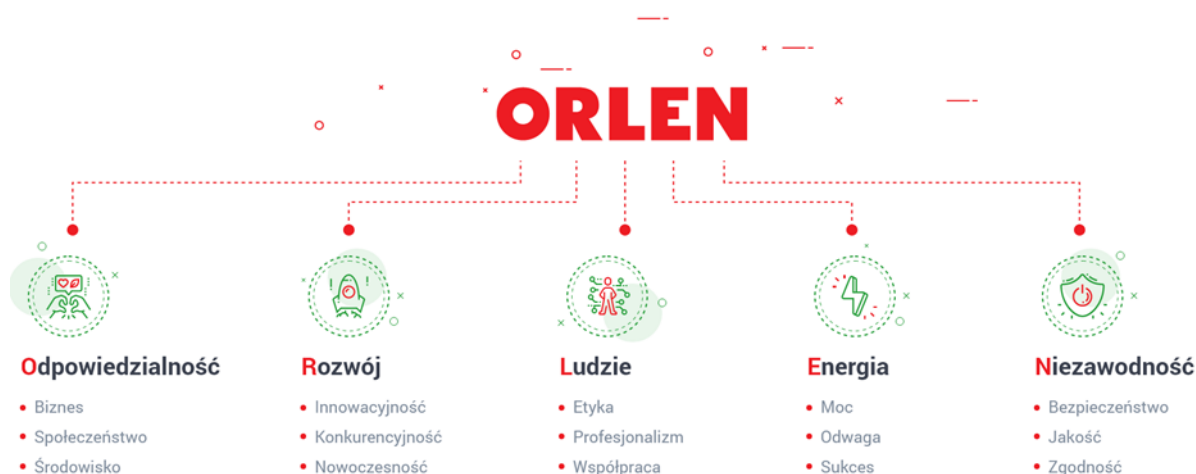 ORLEN
Odpowiedzialność
Biznes
Społeczeństwo
Środowisko
Rozwój
Innowacyjność
Konkurencyjność
Nowoczesność
Ludzie
Etyka
Profesjonalizm
Współpraca
Energia
Moc
Odwaga
Sukces
Niezawodność
Bezpieczeństwo
Jakość
Zgodność